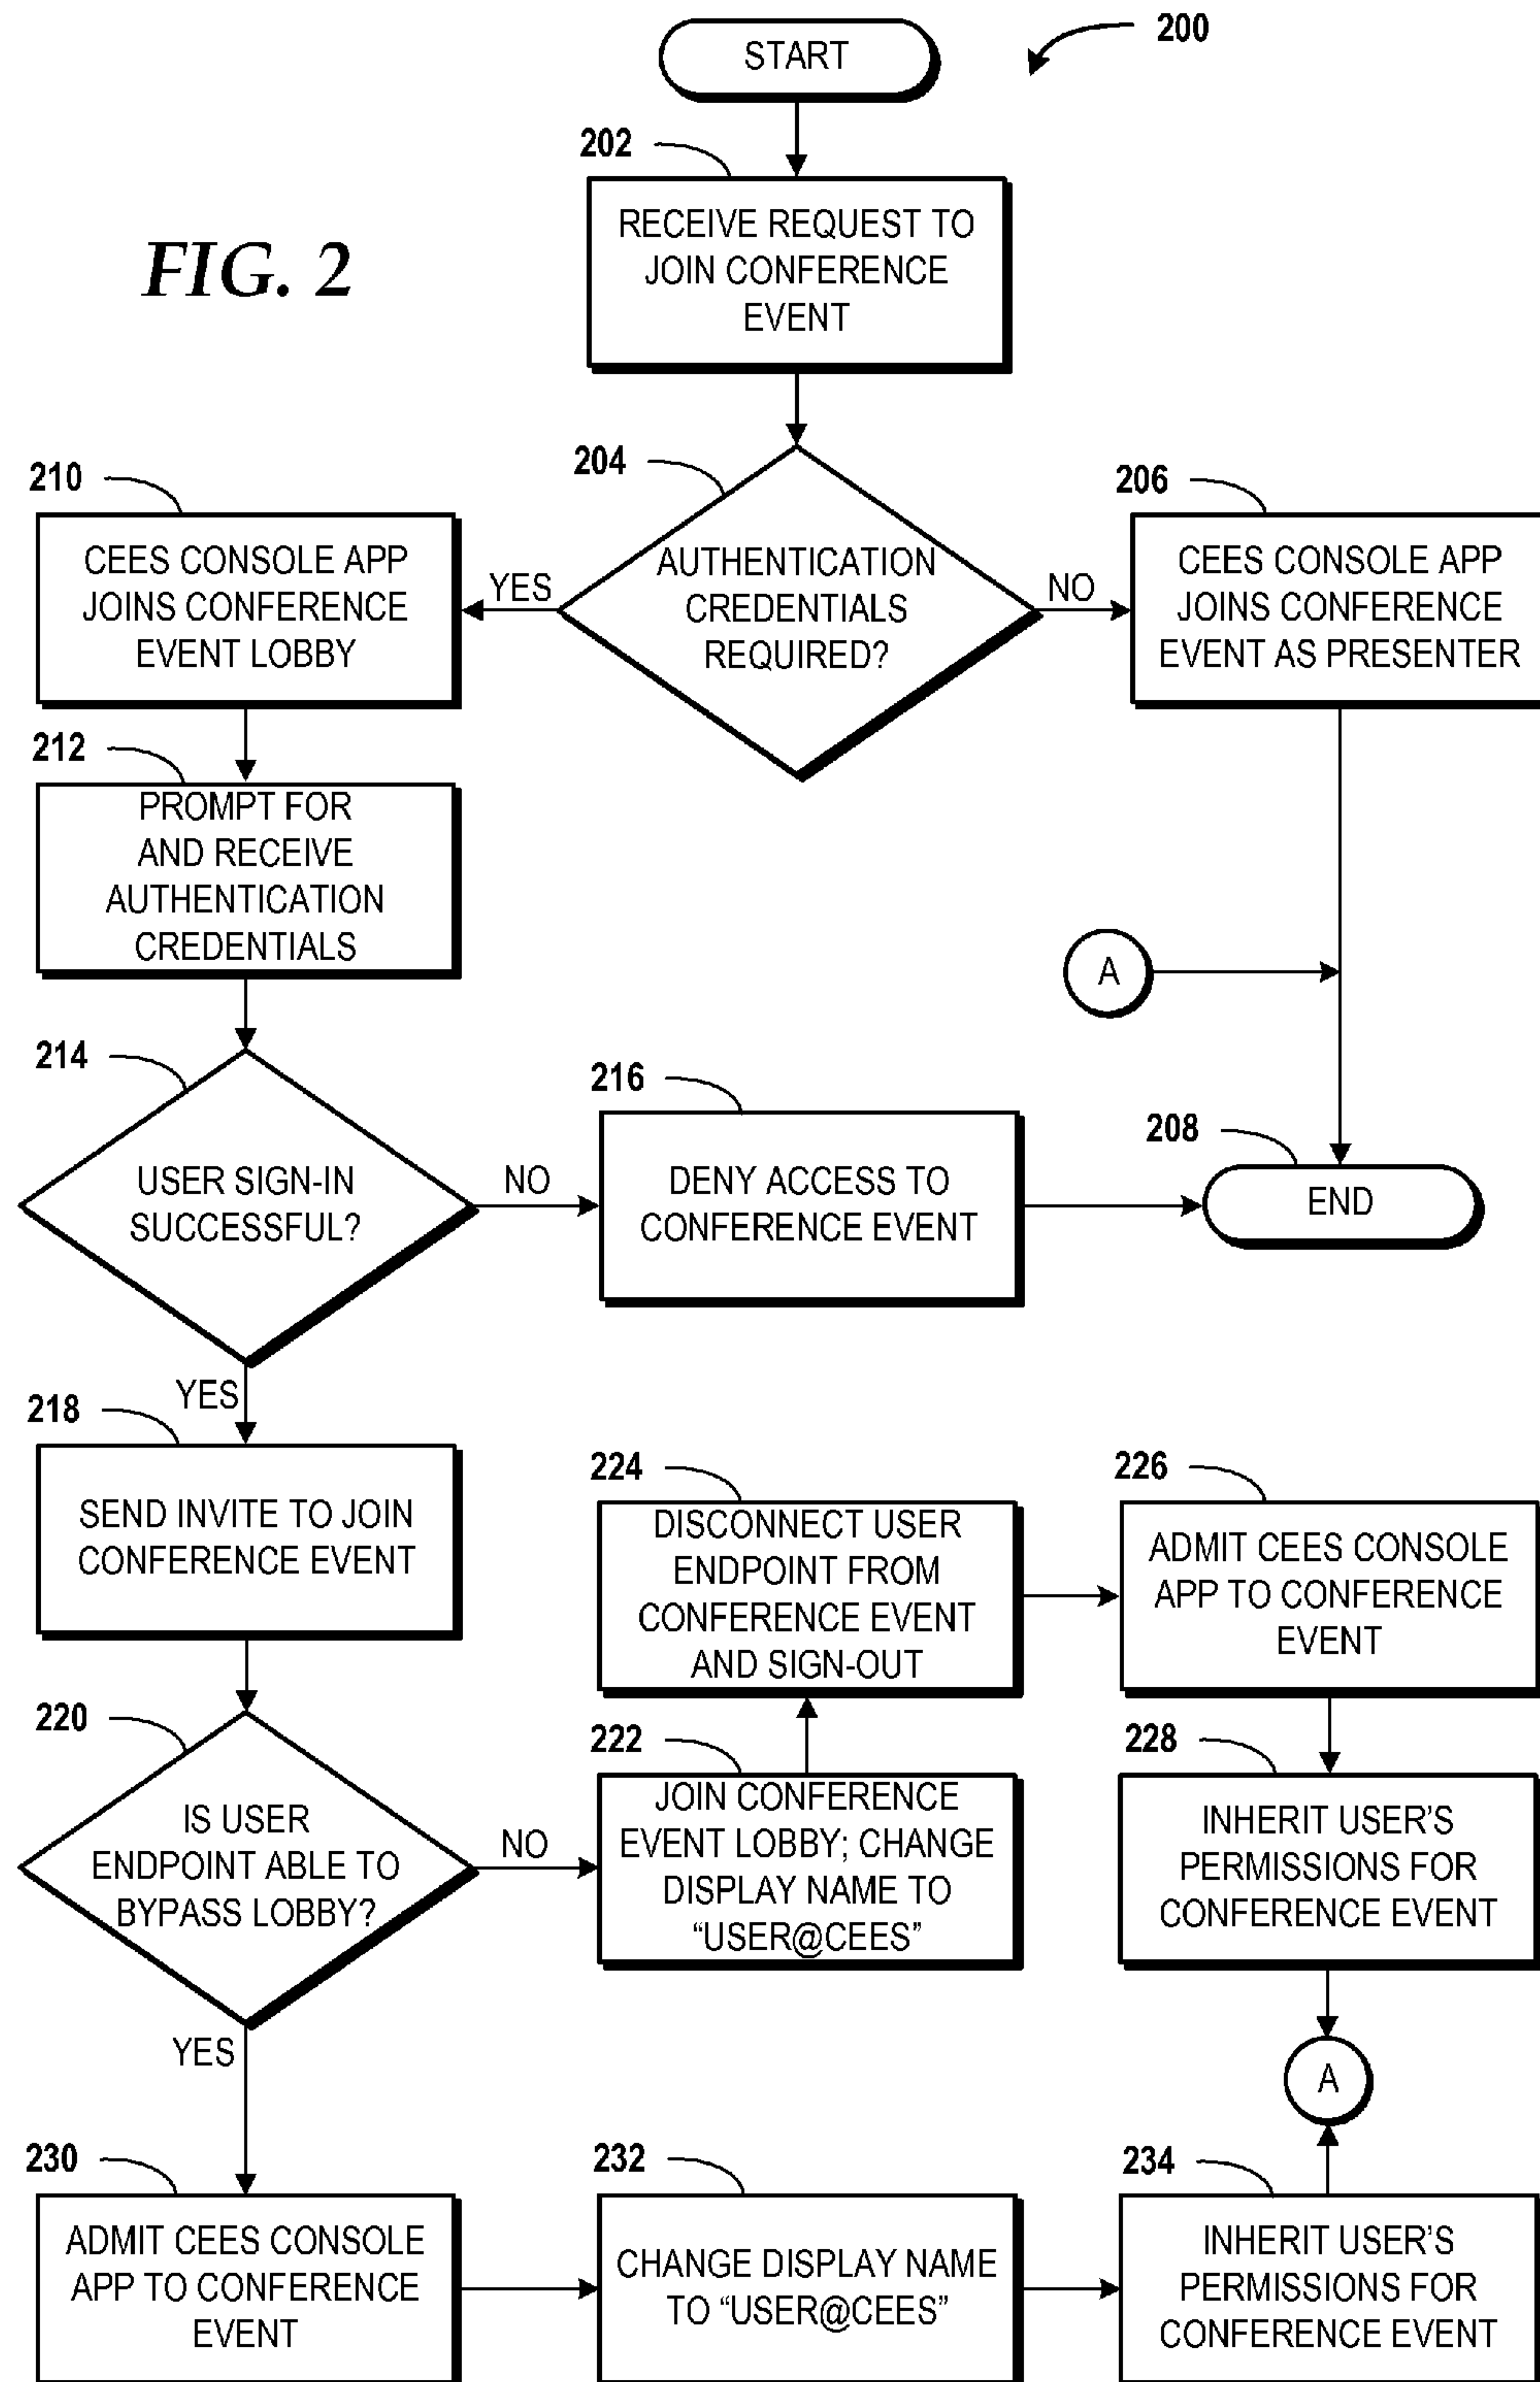 START
200
202
RECEIVE REQUEST TO
JOIN CONFERENCE
EVENT
FIG. 2
204
AUTHENTICATION
CREDENTIALS
REQUIRED?
YES
NO
210
CEES CONSOLE APP
JOINS CONFERENCE
EVENT LOBBY
206
CEES CONSOLE APP
JOINS CONFERENCE
EVENT AS PRESENTER
212
PROMPT FOR
AND RECEIVE
AUTHENTICATION
CREDENTIALS
A
214
USER SIGN-IN
SUCCESSFUL?
NO
216
DENY ACCESS TO
CONFERENCE EVENT
208
END
YES
218
SEND INVITE TO JOIN
CONFERENCE EVENT
224
DISCONNECT USER
ENDPOINT FROM
CONFERENCE EVENT
AND SIGN-OUT
226
ADMIT CEES CONSOLE
APP TO CONFERENCE
EVENT
220
IS USER
ENDPOINT ABLE TO
BYPASS LOBBY?
NO
222
JOIN CONFERENCE
EVENT LOBBY; CHANGE
DISPLAY NAME TO
“USER@CEES”
228
INHERIT USER’S
PERMISSIONS FOR
CONFERENCE EVENT
YES
A
230
ADMIT CEES CONSOLE
APP TO CONFERENCE
EVENT
232
CHANGE DISPLAY NAME
TO “USER@CEES”
234
INHERIT USER’S
PERMISSIONS FOR
CONFERENCE EVENT